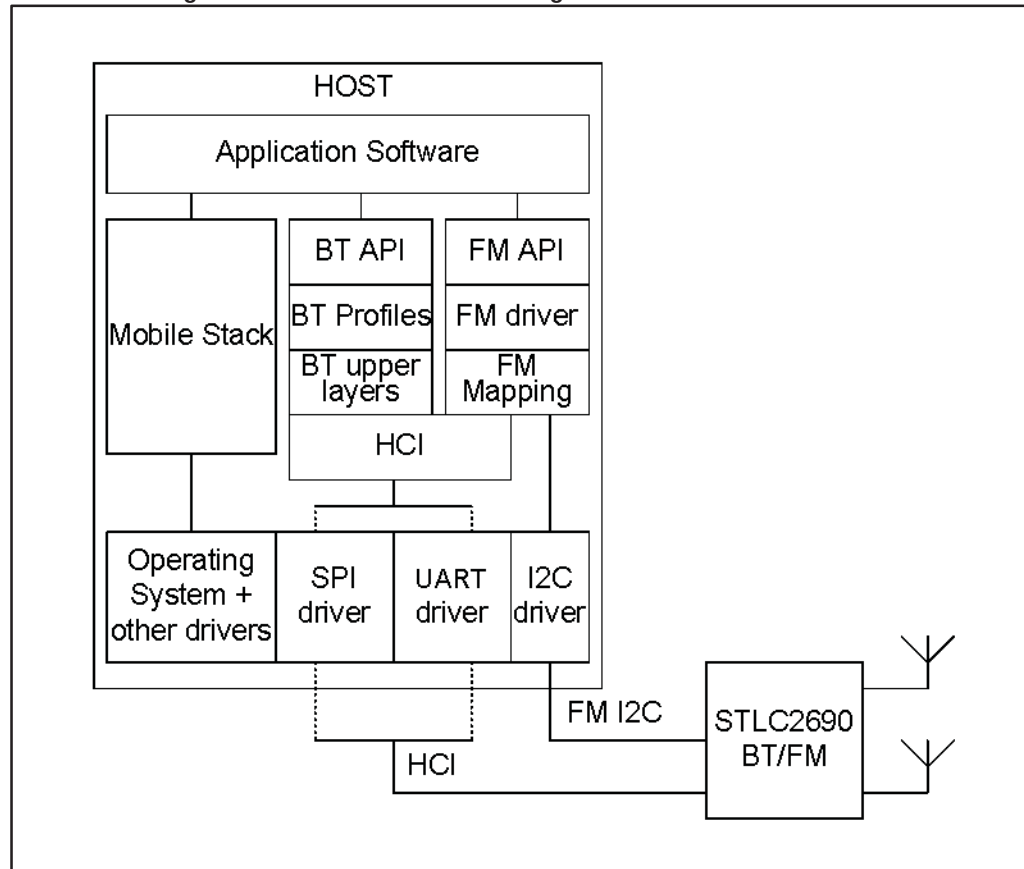 HOST
Application Software
BT API
FM API
Mobile Stack
BT Profiles
FM driver
BT upper
layers
FM
Mapping
HCI
Operating
System +
other drivers
SPI
driver
UART
driver
I2C
driver
FM I2C
STLC2690
BT/FM
HCI